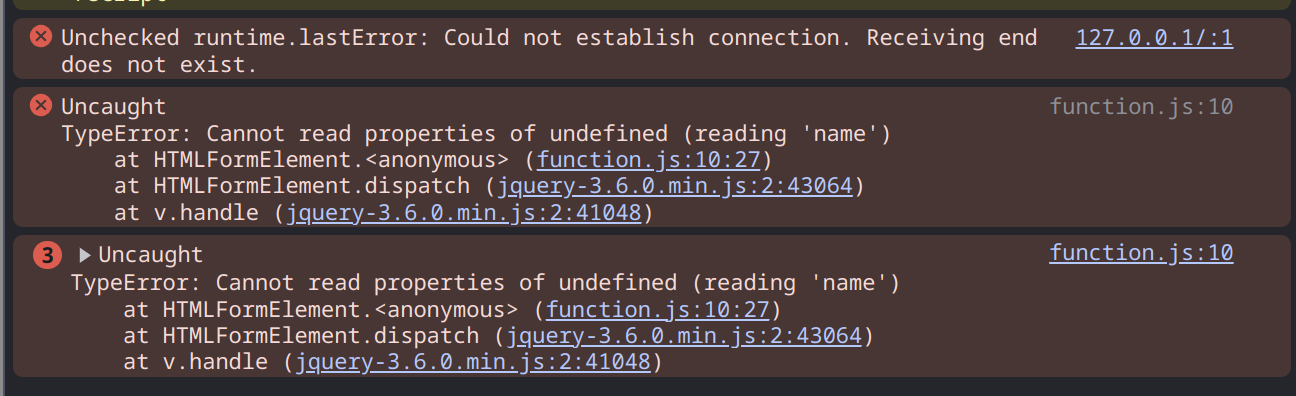 Unchecked runtime.lastError: Could not establish connection. Receiving end 127.0.0.1/:1
does not exist.
Uncaught function.js:10
TypeError: Cannot read properties of undefined (reading 'name')
at HTMLFormElement.<anonymous> (function.js:10:27)
at HTMLFormElement.dispatch (jquery-3.6.0.min.js:2:43064)
at v.handle (jquery-3.6.0.min.js:2:41048)
3 Uncaught function.js:10
TypeError: Cannot read properties of undefined (reading 'name')
at HTMLFormElement.<anonymous> (function.js:10:27)
at HTMLFormElement.dispatch (jquery-3.6.0.min.js:2:43064)
at v.handle (jquery-3.6.0.min.js:2:41048)